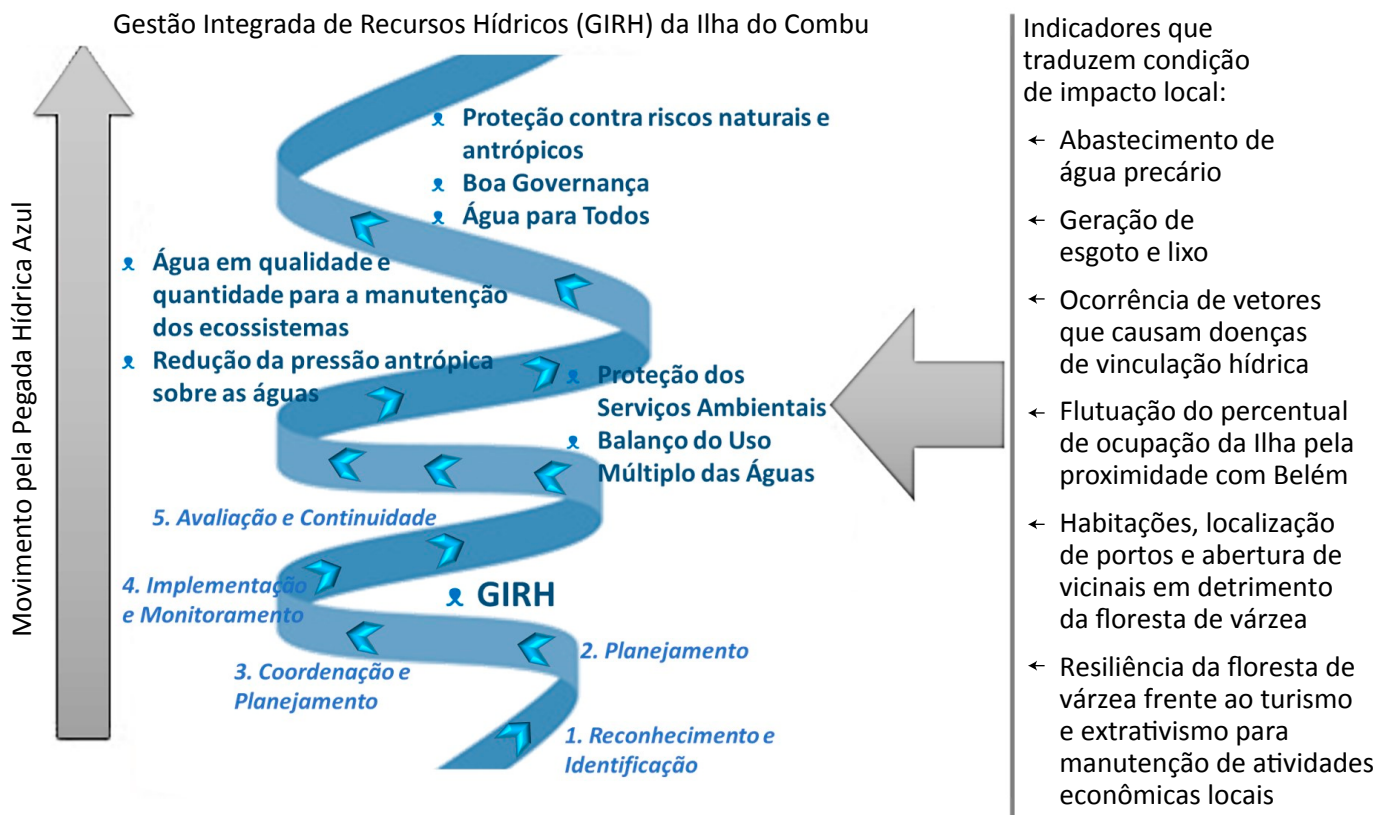 Gestão Integrada de Recursos Hídricos (GIRH) da Ilha do Combu
Movimento pela Pegada Hídrica Azul
Proteção contra riscos naturais e
antrópicos
Boa Governança
Água para Todos
Água em qualidade e
quantidade para a manutenção
dos ecossistemas
Redução da pressão antrópica
sobre as águas
Proteção dos
Serviços Ambientais
Balanço do Uso
Múltiplo das Águas
5. Avaliação e Continuidade
4. Implementação
e Monitoramento
GIRH
3. Coordenação e
Planejamento
2. Planejamento
1. Reconhecimento e
Identificação
Indicadores que
traduzem condição
de impacto local:
Abastecimento de
água precário
Geração de
esgoto e lixo
Ocorrência de vetores
que causam doenças
de vinculação hídrica
Flutuação do percentual
de ocupação da Ilha pela
proximidade com Belém
Habitações, localização
de portos e abertura de
vicinais em detrimento
da floresta de várzea
Resiliência da floresta de
várzea frente ao turismo
e extrativismo para
manutenção de atividades
econômicas locais